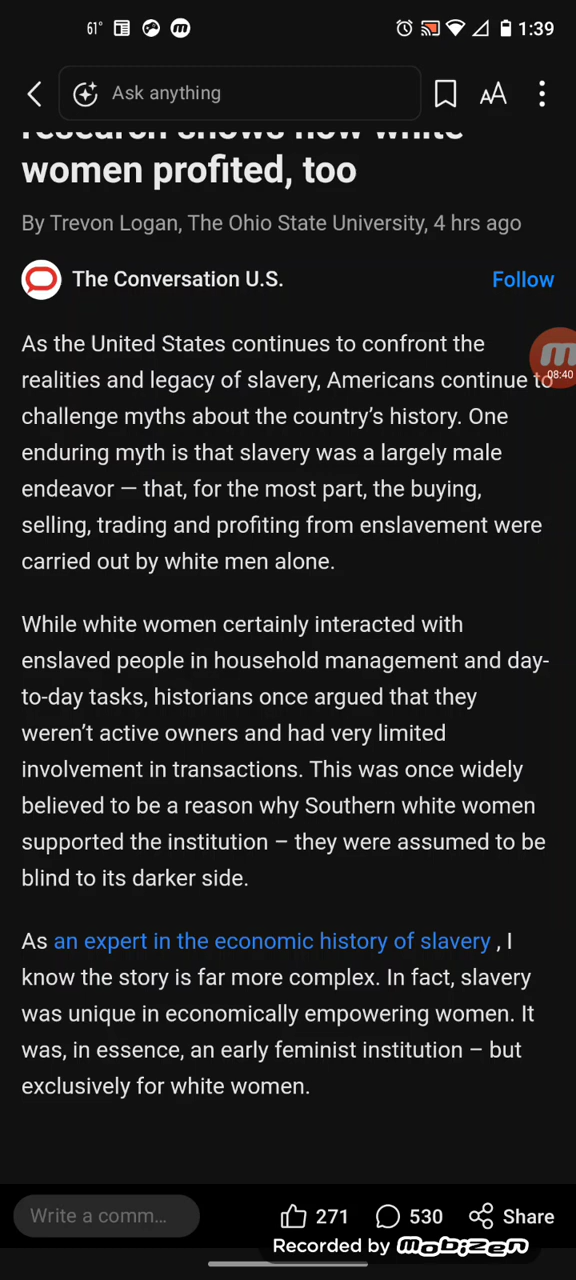 61°
1:39
Ask anything
research shows how white
women profited, too
By Trevon Logan, The Ohio State University, 4 hrs ago
The Conversation U.S.
Follow
As the United States continues to confront the
realities and legacy of slavery, Americans continue to
08:40
challenge myths about the country’s history. One
enduring myth is that slavery was a largely male
endeavor — that, for the most part, the buying,
selling, trading and profiting from enslavement were
carried out by white men alone.
While white women certainly interacted with
enslaved people in household management and day-
to-day tasks, historians once argued that they
weren’t active owners and had very limited
involvement in transactions. This was once widely
believed to be a reason why Southern white women
supported the institution – they were assumed to be
blind to its darker side.
As an expert in the economic history of slavery , I
know the story is far more complex. In fact, slavery
was unique in economically empowering women. It
was, in essence, an early feminist institution – but
exclusively for white women.
Write a comm...
271
530
Share
Recorded by mobizen